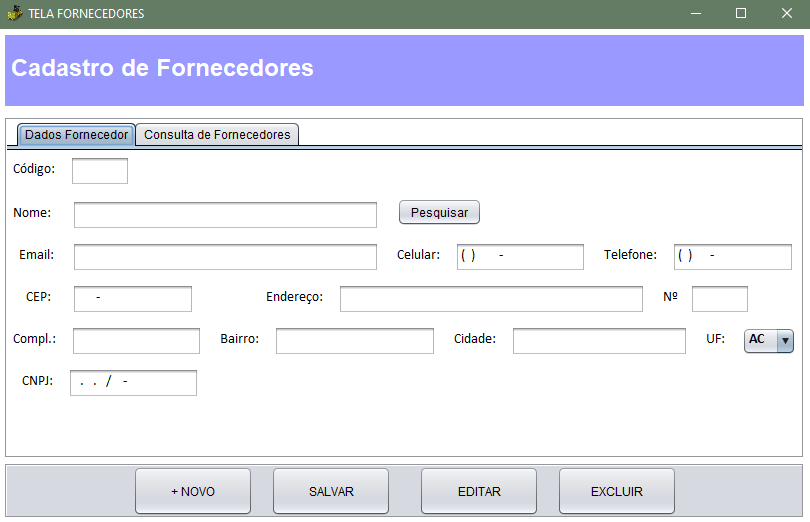 TELA FORNECEDORES
Cadastro de Fornecedores
Dados Fornecedor Consulta de Fornecedores
Código:
Nome: Pesquisar
Email: Celular: ( ) - Telefone: ( ) -
CEP: - Endereço: Nº
Compl.: Bairro: Cidade: UF: AC
CNPJ: . . / -
+ NOVO SALVAR EDITAR EXCLUIR